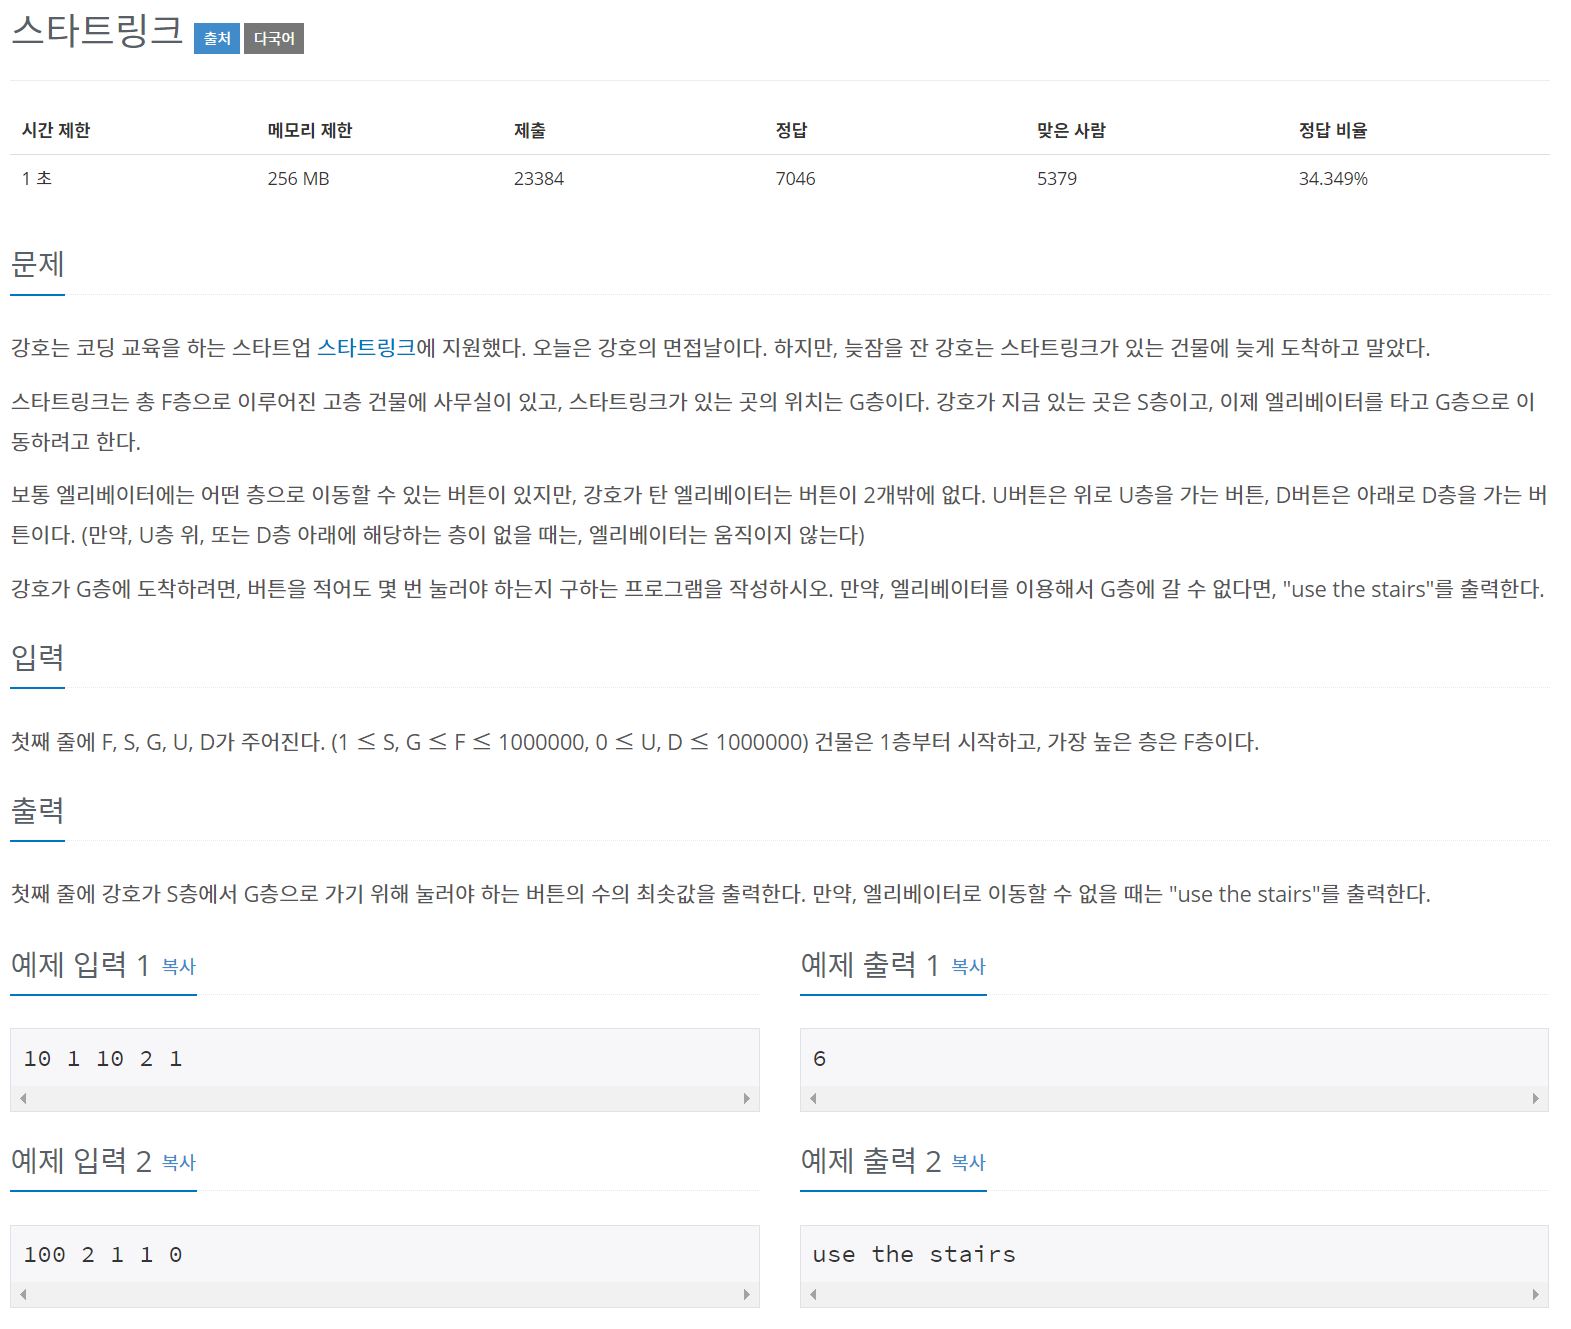 스타트링크 출처 다국어
시간 제한 메모리 제한 제출 정답 맞은 사람 정답 비율
1 초 256 MB 23384 7046 5379 34.349%
문제
강호는 코딩 교육을 하는 스타트업 스타트링크에 지원했다. 오늘은 강호의 면접날이다. 하지만, 늦잠을 잔 강호는 스타트링크가 있는 건물에 늦게 도착하고 말았다.
스타트링크는 총 F층으로 이루어진 고층 건물에 사무실이 있고, 스타트링크가 있는 곳의 위치는 G층이다. 강호가 지금 있는 곳은 S층이고, 이제 엘리베이터를 타고 G층으로 이
동하려고 한다.
보통 엘리베이터에는 어떤 층으로 이동할 수 있는 버튼이 있지만, 강호가 탄 엘리베이터는 버튼이 2개밖에 없다. U버튼은 위로 U층을 가는 버튼, D버튼은 아래로 D층을 가는 버
튼이다. (만약, U층 위, 또는 D층 아래에 해당하는 층이 없을 때는, 엘리베이터는 움직이지 않는다)
강호가 G층에 도착하려면, 버튼을 적어도 몇 번 눌러야 하는지 구하는 프로그램을 작성하시오. 만약, 엘리베이터를 이용해서 G층에 갈 수 없다면, "use the stairs"를 출력한다.
입력
첫째 줄에 F, S, G, U, D가 주어진다. (1 ≤ S, G ≤ F ≤ 1000000, 0 ≤ U, D ≤ 1000000) 건물은 1층부터 시작하고, 가장 높은 층은 F층이다.
출력
첫째 줄에 강호가 S층에서 G층으로 가기 위해 눌러야 하는 버튼의 수의 최솟값을 출력한다. 만약, 엘리베이터로 이동할 수 없을 때는 "use the stairs"를 출력한다.
예제 입력 1 복사
10 1 10 2 1
예제 출력 1 복사
6
예제 입력 2 복사
100 2 1 1 0
예제 출력 2 복사
use the stairs